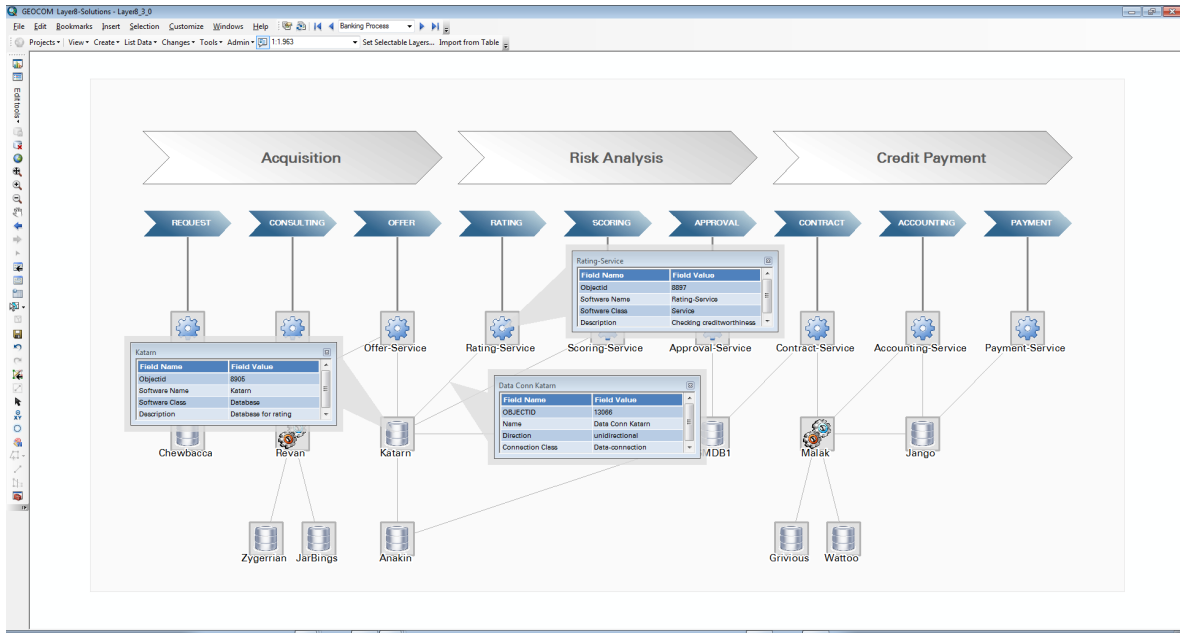 GEOCOM Layer8-Solutions - Layer8_3_0
File Edit Bookmarks Insert Selection Customize Windows Help Banking Process
Projects View Create List Data Changes Tools Admin 1:1.963 Set Selectable Layers... Import from Table
Edit tools
Acquisition Risk Analysis Credit Payment
REQUEST CONSULTING OFFER RATING SCORING APPROVAL CONTRACT ACCOUNTING PAYMENT
Rating-Service
Field Name Field Value
Objectid 8897
Software Name Rating-Service
Software Class Service
Description Checking creditworthiness
Offer-Service Rating-Service Scoring-Service Approval-Service Contract-Service Accounting-Service Payment-Service
Katarn
Field Name Field Value
Objectid 8905
Software Name Katarn
Software Class Database
Description Database for rating
Data Conn Katarn
Field Name Field Value
OBJECTID 13066
Name Data Conn Katarn
Direction unidirectional
Connection Class Data-connection
Chewbacca Revan Katarn MDB1 Malak Jango
Zygerrian JarBings Anakin Grivious Wattoo